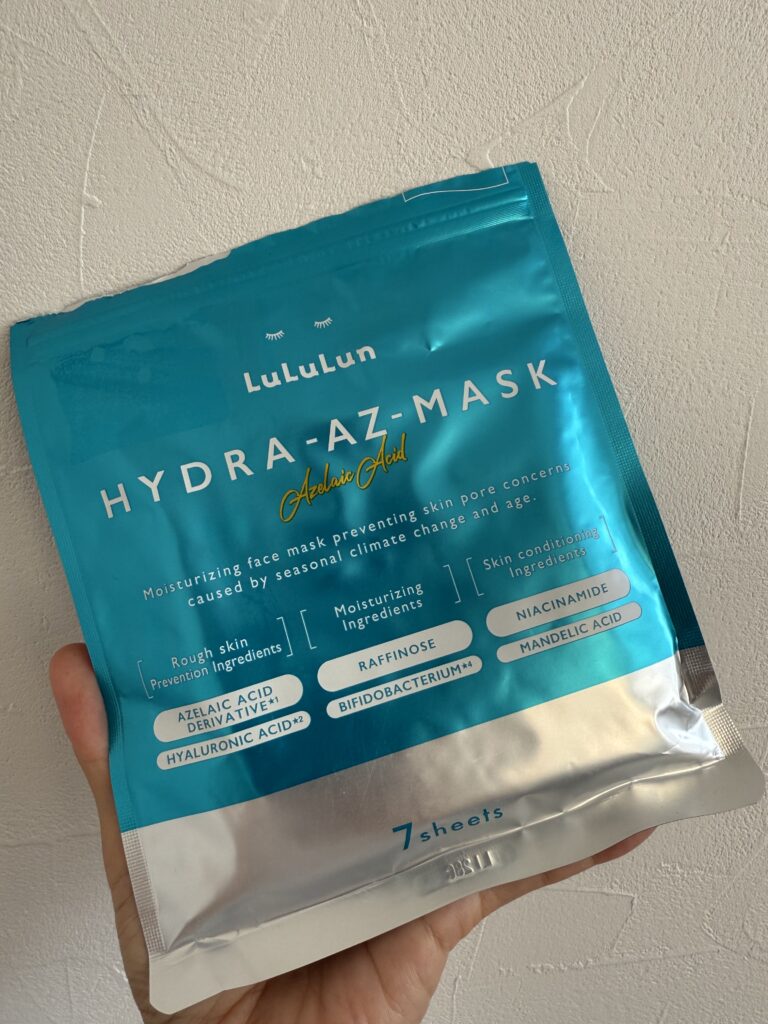 LuLuLun
HYDRA-AZ-MASK
Azelaic Acid
Moisturizing face mask preventing skin pore concerns
caused by seasonal climate change and age.
Rough skin
Prevention Ingredients
AZELAIC ACID
DERIVATIVE★1
HYALURONIC ACID★2
Moisturizing
Ingredients
RAFFINOSE
BIFIDOBACTERIUM★4
Skin conditioning
Ingredients
NIACINAMIDE
MANDELIC ACID
7sheets